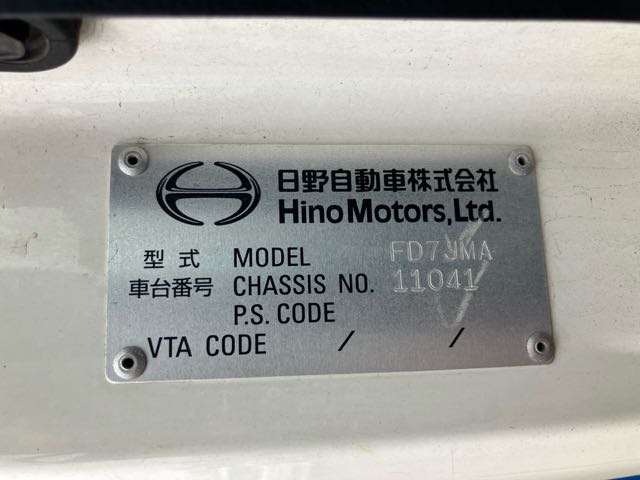 日野自動車株式会社
Hino Motors, Ltd.
型式 MODEL FD7JMA
車台番号 CHASSIS NO. 11041
P.S. CODE
VTA CODE / /